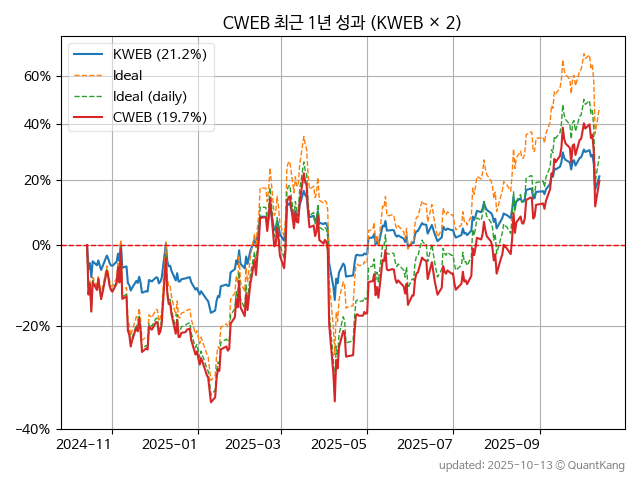 CWEB 최근 1년 성과 (KWEB × 2)
KWEB (21.2%)
Ideal
Ideal (daily)
CWEB (19.7%)
60%
40%
20%
0%
−20%
−40%
2024−11
2025−01
2025−03
2025−05
2025−07
2025−09
updated: 2025-10-13 © QuantKang